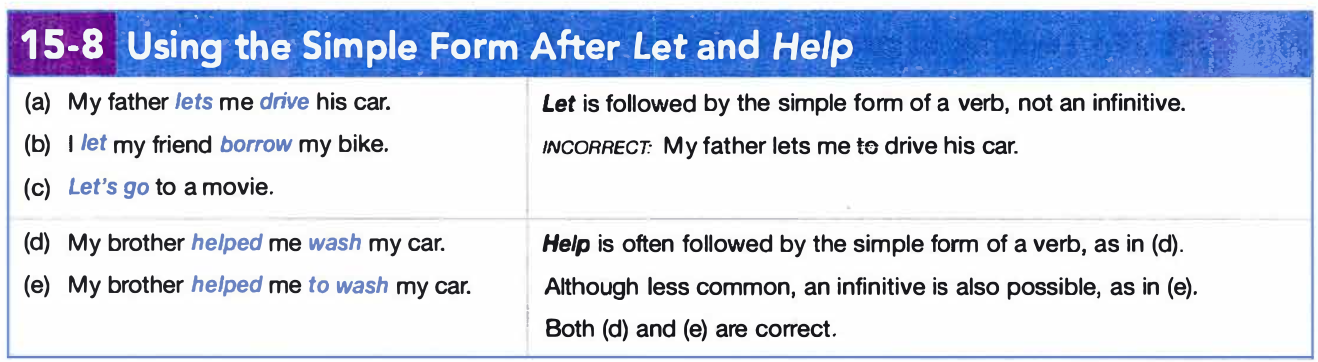 15-8 Using the Simple Form After Let and Help
(a) My father lets me drive his car.
(b) I let my friend borrow my bike.
(c) Let's go to a movie.
Let is followed by the simple form of a verb, not an infinitive.
INCORRECT: My father lets me to drive his car.
(d) My brother helped me wash my car.
(e) My brother helped me to wash my car.
Help is often followed by the simple form of a verb, as in (d).
Although less common, an infinitive is also possible, as in (e).
Both (d) and (e) are correct.